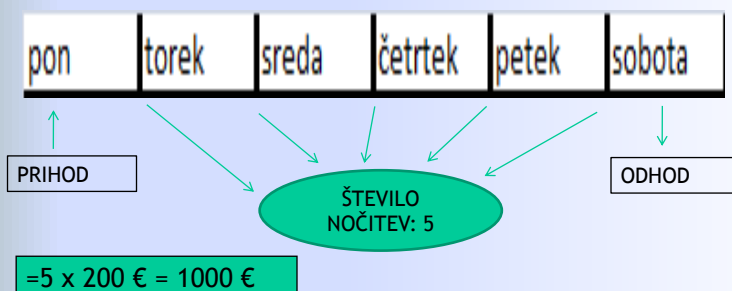 pon torek sreda četrtek petek sobota
PRIHOD
ODHOD
ŠTEVILO
NOČITEV: 5
=5 x 200 € = 1000 €